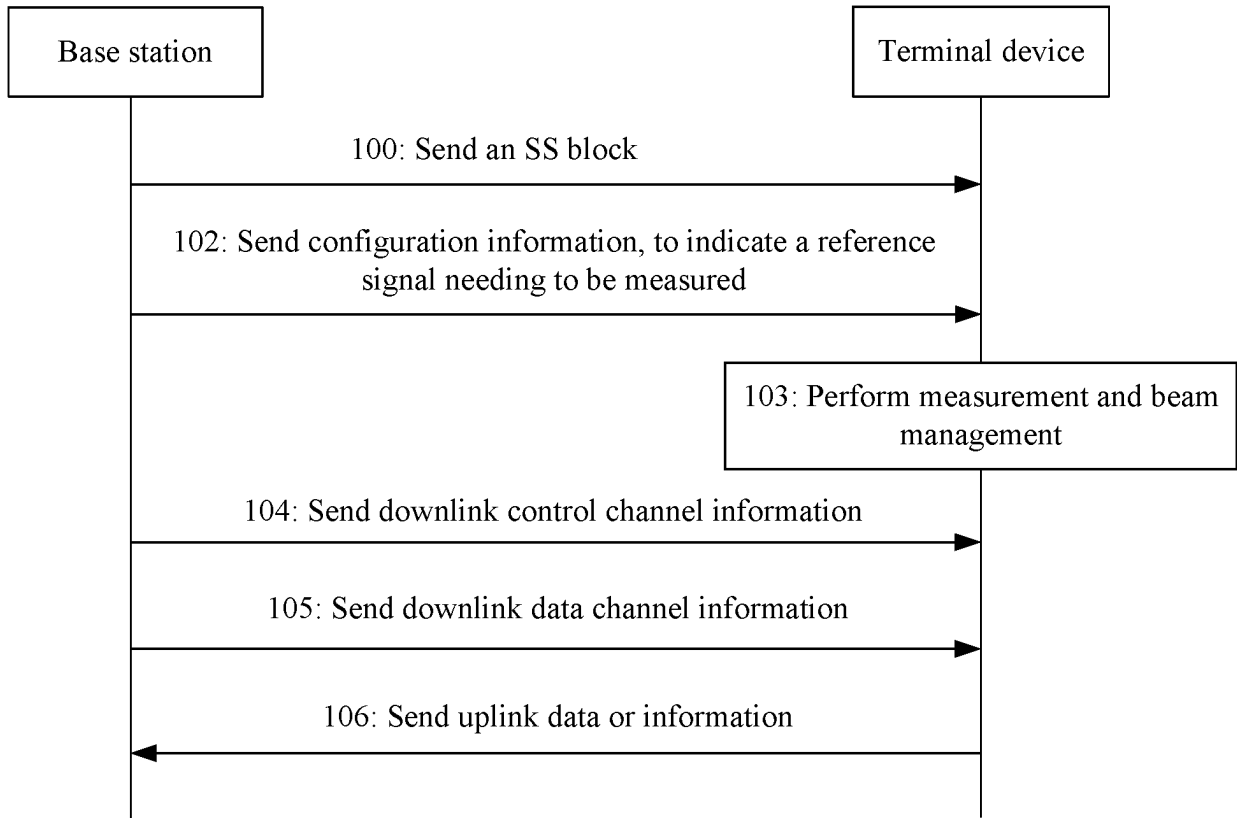 Base station
Terminal device
100: Send an SS block
102: Send configuration information, to indicate a reference
signal needing to be measured
103: Perform measurement and beam
management
104: Send downlink control channel information
105: Send downlink data channel information
106: Send uplink data or information